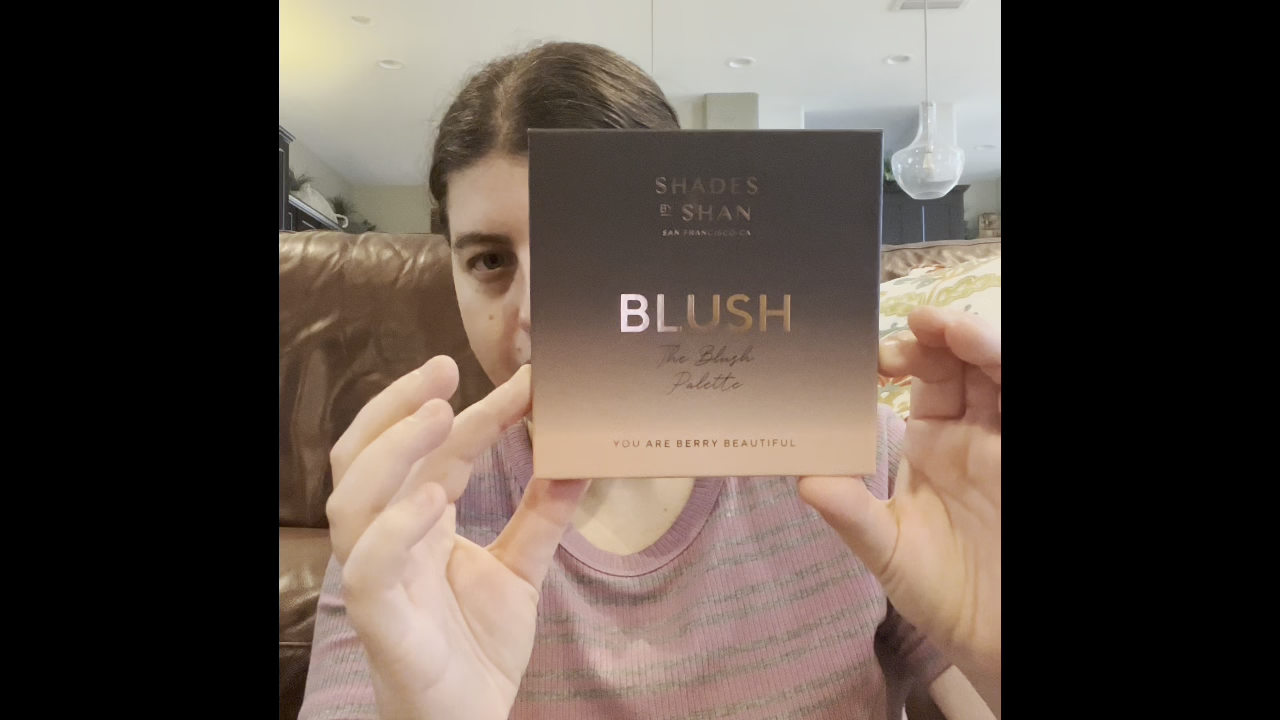 SHADES
BY SHAN
SAN FRANCISCO CA
BLUSH
The Blush
Palette
YOU ARE BERRY BEAUTIFUL